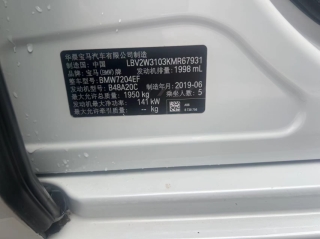 华晨宝马汽车有限公司制造
制造国：中国 LBV2W3103KMR67931
品牌：宝马(BMW)牌 发动机排量：1998 mL
整车型号：BMW7204EF
发动机型号：B48A20C 制造年月：2019-06
最大允许总质量：1950 kg 乘坐人数：5
发动机最大净功率：141 kW
最大允许牵引质量：-- kg